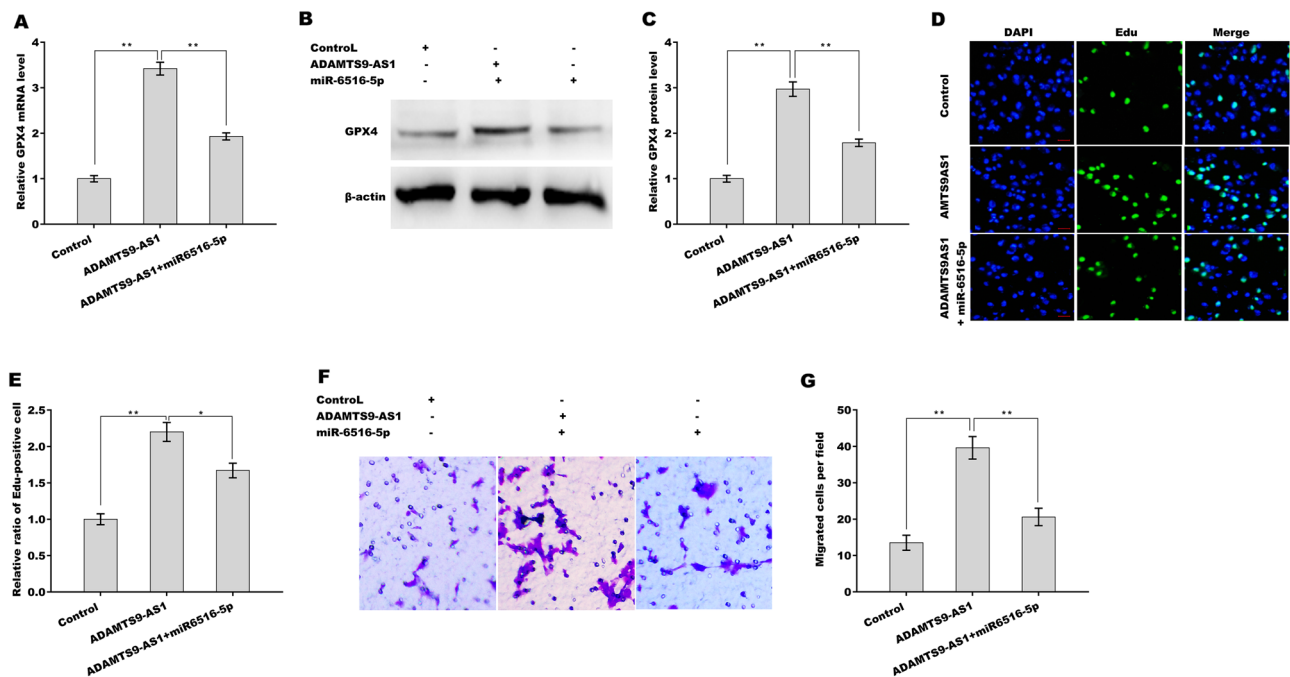 A
Relative GPX4 mRNA level
4
3
2
1
0
** **
Control
ADAMTS9-AS1
ADAMTS9-AS1+miR6516-5p
B
ControL + - -
ADAMTS9-AS1 - + -
miR-6516-5p - + +
GPX4
β-actin
C
Relative GPX4 protein level
4
3
2
1
0
** **
Control
ADAMTS9-AS1
ADAMTS9-AS1+miR6516-5p
D
DAPI Edu Merge
Control
AMTS9AS1
ADAMTS9AS1
+ miR-6516-5p
E
Relative ratio of Edu-positive cell
2.5
2.0
1.5
1.0
0.5
0.0
** *
Control
ADAMTS9-AS1
ADAMTS9-AS1+miR6516-5p
F
ControL + - -
ADAMTS9-AS1 - + -
miR-6516-5p - + +
G
Migrated cells per field
50
40
30
20
10
0
** **
Control
ADAMTS9-AS1
ADAMTS9-AS1+miR6516-5p